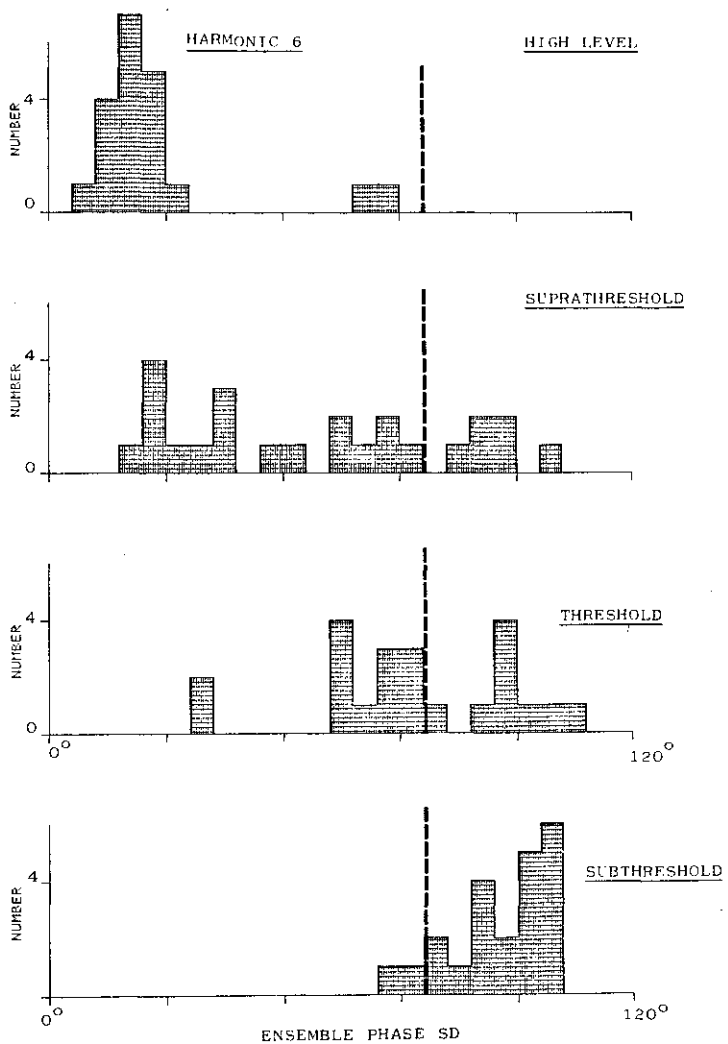 HARMONIC 6
HIGH LEVEL
NUMBER
4
0
SUPRATHRESHOLD
NUMBER
4
0
THRESHOLD
NUMBER
4
0
0°
120°
SUBTHRESHOLD
NUMBER
4
0
0°
120°
ENSEMBLE PHASE SD